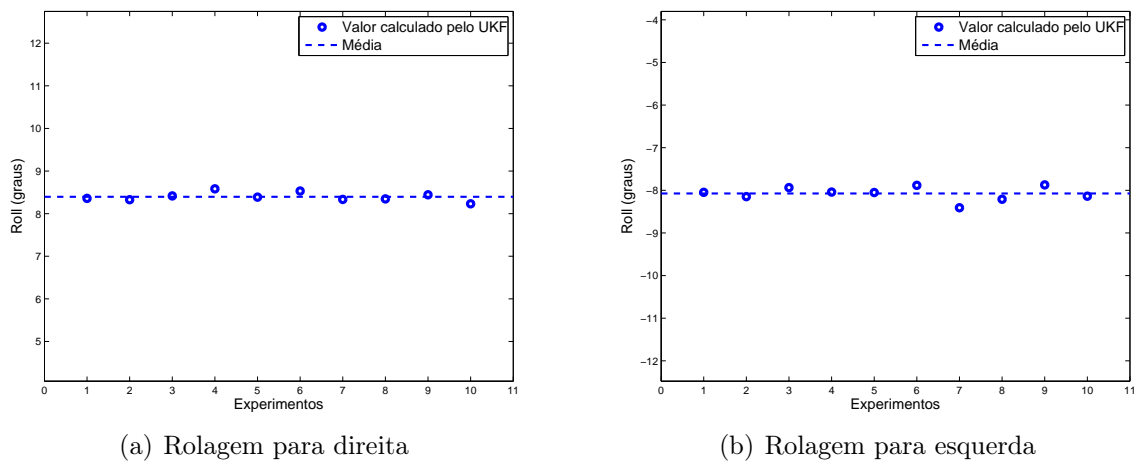 Valor calculado pelo UKF
Média
12
11
10
9
8
7
6
5
Roll (graus)
0 1 2 3 4 5 6 7 8 9 10 11
Experimentos
(a) Rolagem para direita
Valor calculado pelo UKF
Média
−4
−5
−6
−7
−8
−9
−10
−11
−12
Roll (graus)
0 1 2 3 4 5 6 7 8 9 10 11
Experimentos
(b) Rolagem para esquerda